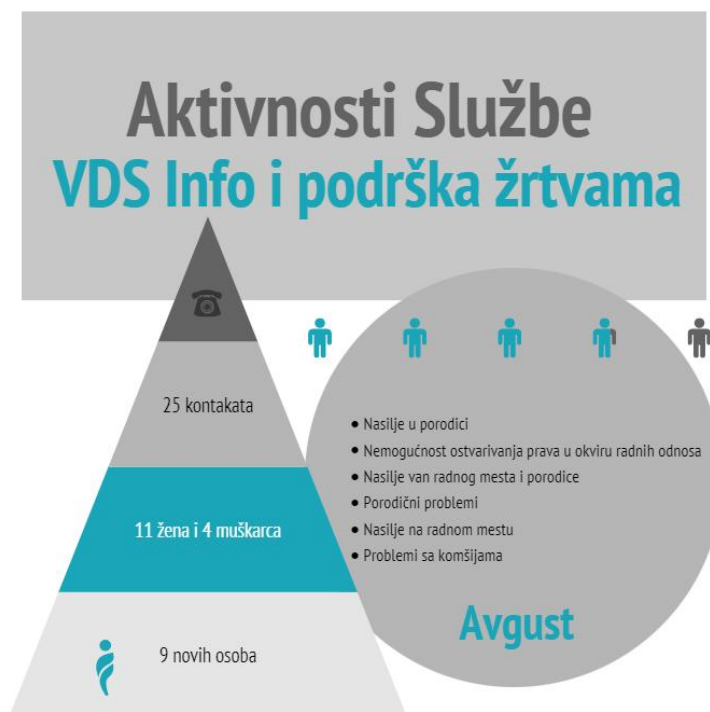 Aktivnosti Službe
VDS Info i podrška žrtvama
25 kontakata
11 žena i 4 muškarca
9 novih osoba
• Nasilje u porodici
• Nemogućnost ostvarivanja prava u okviru radnih odnosa
• Nasilje van radnog mesta i porodice
• Porodični problemi
• Nasilje na radnom mestu
• Problemi sa komšijama
Avgust